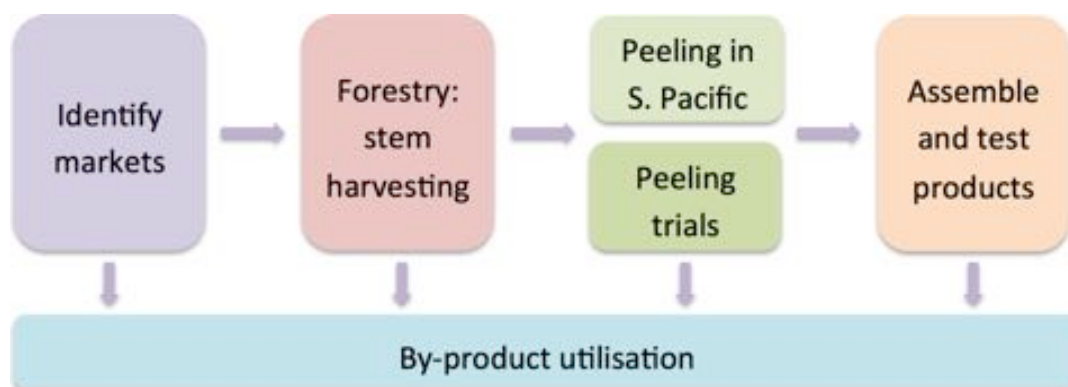 Identify
markets
Forestry:
stem
harvesting
Peeling in
S. Pacific
Peeling
trials
Assemble
and test
products
By-product utilisation